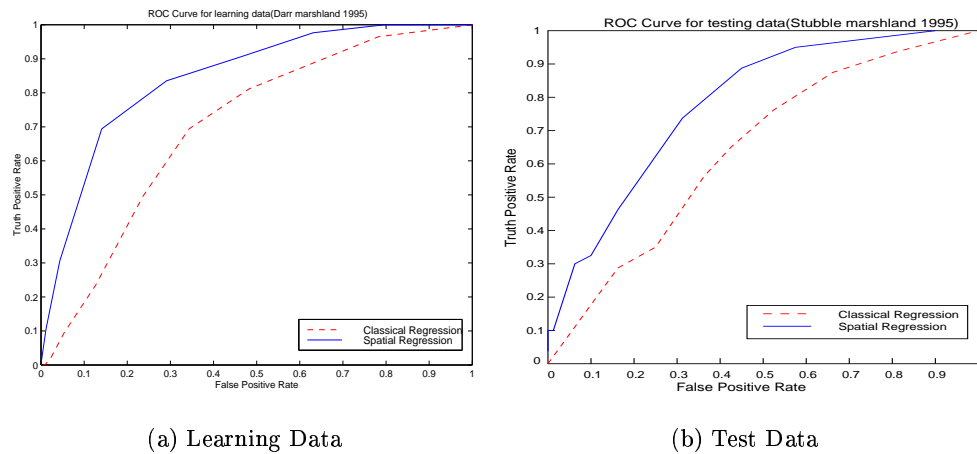 ROC Curve for learning data(Darr marshland 1995)
1
0.9
0.8
0.7
0.6
0.5
0.4
0.3
0.2
0.1
0
Truth Positive Rate
0 0.1 0.2 0.3 0.4 0.5 0.6 0.7 0.8 0.9 1
False Positive Rate
Classical Regression
Spatial Regression
(a) Learning Data
ROC Curve for testing data(Stubble marshland 1995)
1
0.9
0.8
0.7
0.6
0.5
0.4
0.3
0.2
0.1
0
Truth Positive Rate
0 0.1 0.2 0.3 0.4 0.5 0.6 0.7 0.8 0.9
False Positive Rate
Classical Regression
Spatial Regression
(b) Test Data